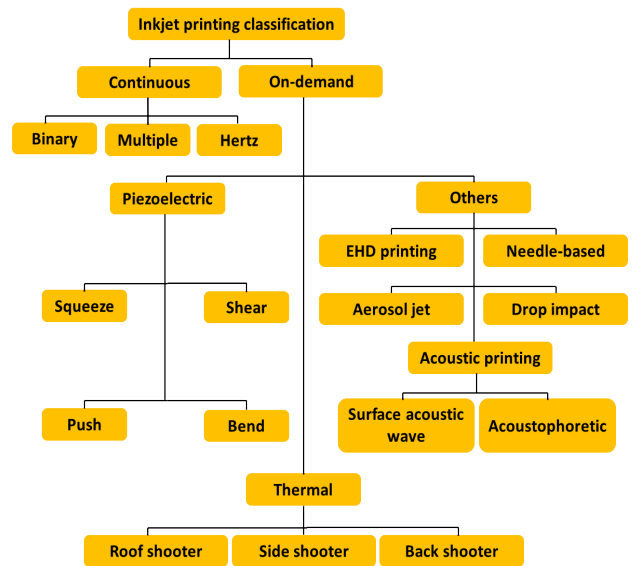 Inkjet printing classification
Continuous
On-demand
Binary
Multiple
Hertz
Piezoelectric
Others
EHD printing
Needle-based
Squeeze
Shear
Aerosol jet
Drop impact
Acoustic printing
Push
Bend
Surface acoustic
wave
Acoustophoretic
Thermal
Roof shooter
Side shooter
Back shooter